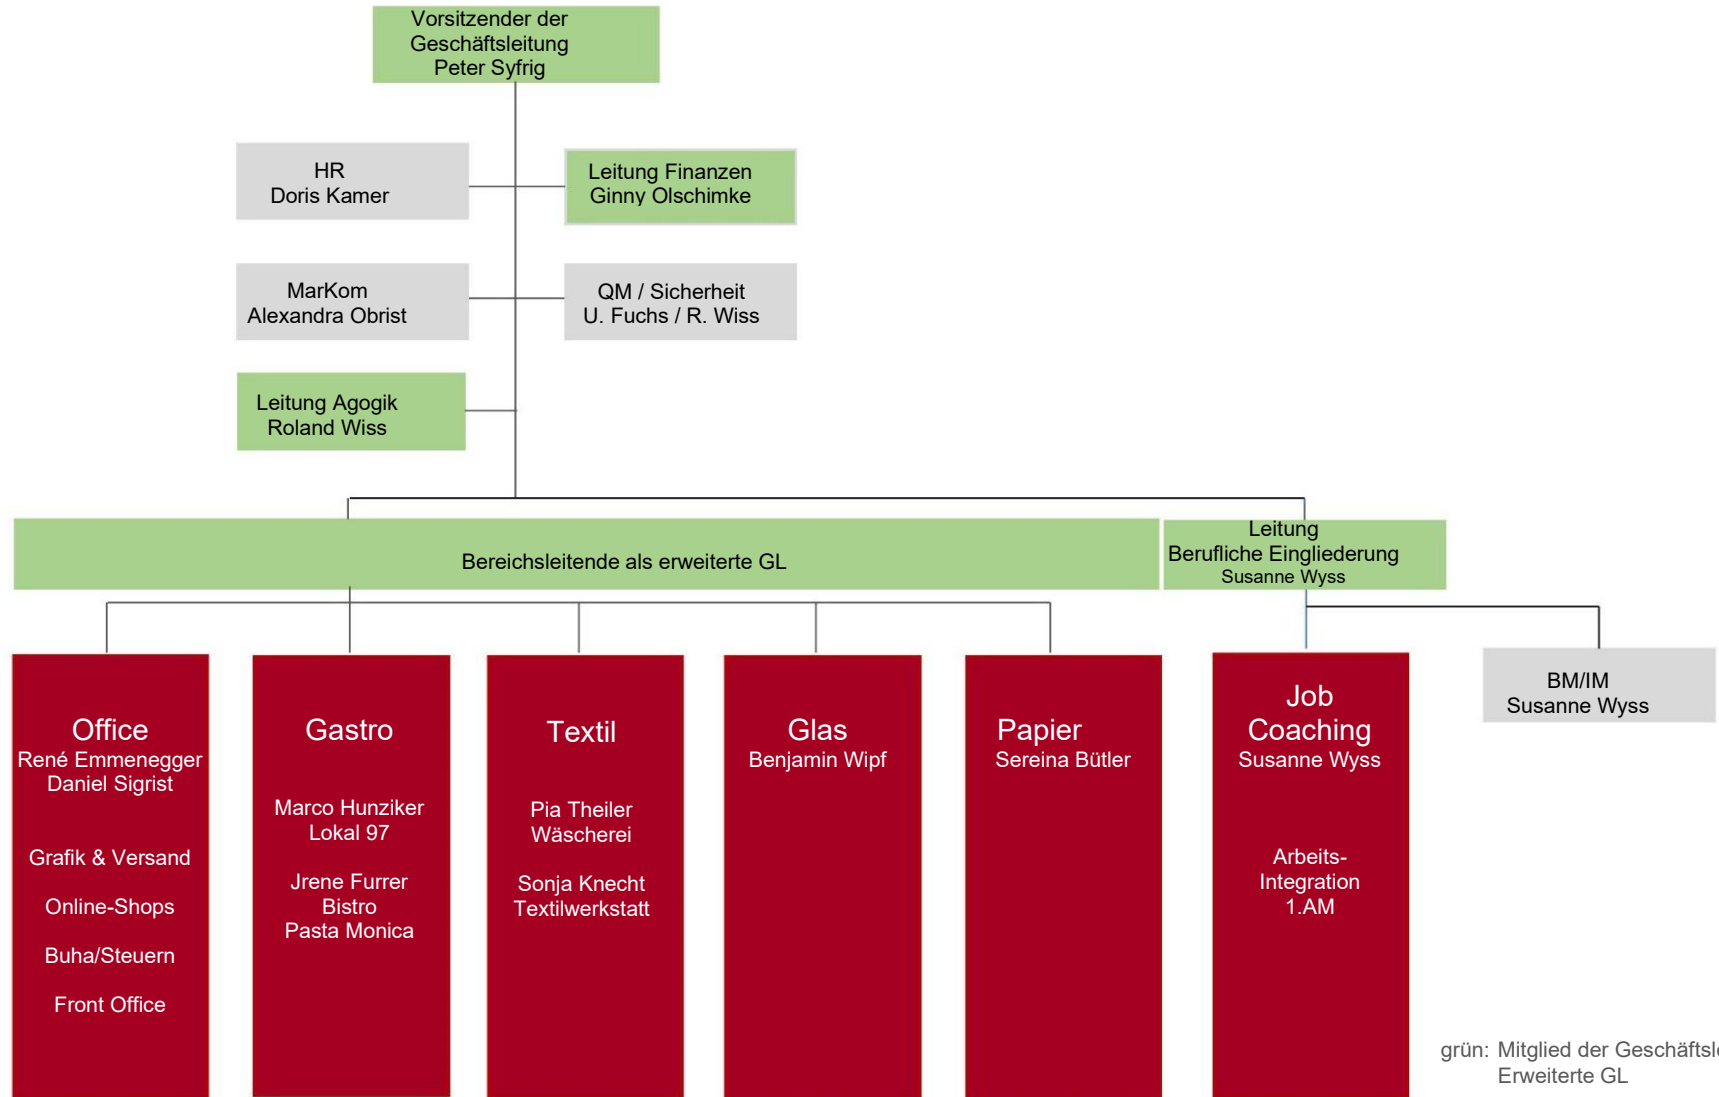 Vorsitzender der
Geschäftsleitung
Peter Syfrig
HR
Doris Kamer
Leitung Finanzen
Ginny Olschimke
MarKom
Alexandra Obrist
QM / Sicherheit
U. Fuchs / R. Wiss
Leitung Agogik
Roland Wiss
Bereichsleitende als erweiterte GL
Leitung
Berufliche Eingliederung
Susanne Wyss
Office
René Emmenegger
Daniel Sigrist
Grafik & Versand
Online-Shops
Buha/Steuern
Front Office
Gastro
Marco Hunziker
Lokal 97
Jrene Furrer
Bistro
Pasta Monica
Textil
Pia Theiler
Wäscherei
Sonja Knecht
Textilwerkstatt
Glas
Benjamin Wipf
Papier
Sereina Bütler
Job
Coaching
Susanne Wyss
Arbeits-
Integration
1.AM
BM/IM
Susanne Wyss
grün: Mitglied der
Erweiterte GL